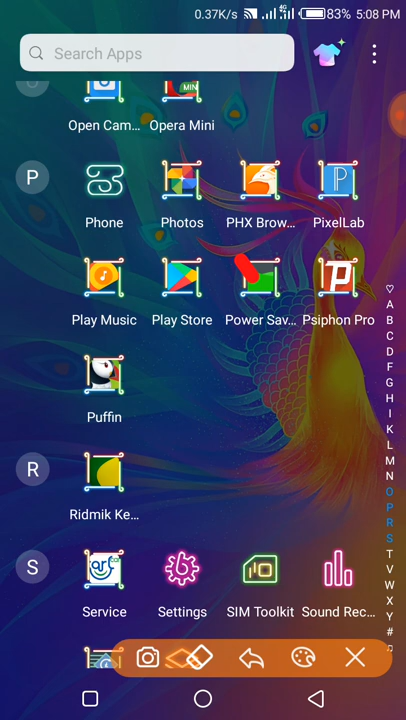 0.37K/s 4G 83% 5:08 PM
Search Apps
Open Cam... Opera Mini
P
Phone Photos PHX Brow... PixelLab
Play Music Play Store Power Sav... Psiphon Pro
Puffin
R
Ridmik Ke...
S
Service Settings SIM Toolkit Sound Rec...
A
B
C
D
F
G
H
I
K
L
M
N
O
P
R
S
T
V
W
X
Y
#